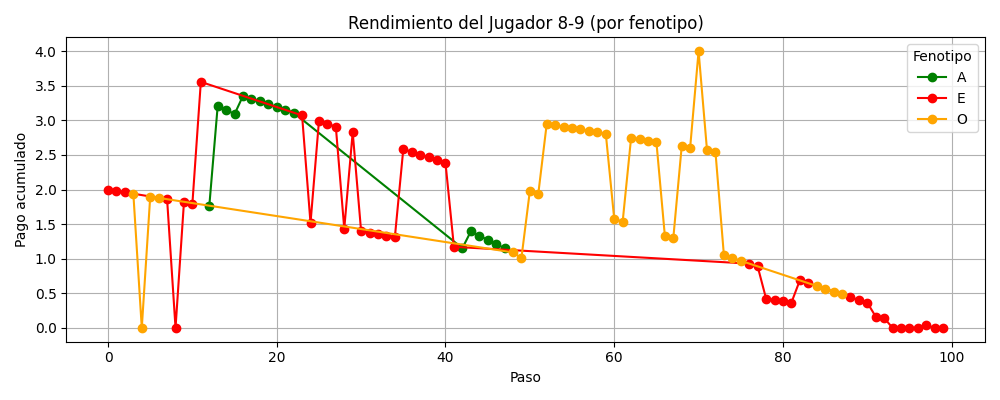 Rendimiento del Jugador 8-9 (por fenotipo)
Pago acumulado
4.0
3.5
3.0
2.5
2.0
1.5
1.0
0.5
0.0
Fenotipo
A
E
O
0
20
40
60
80
100
Paso